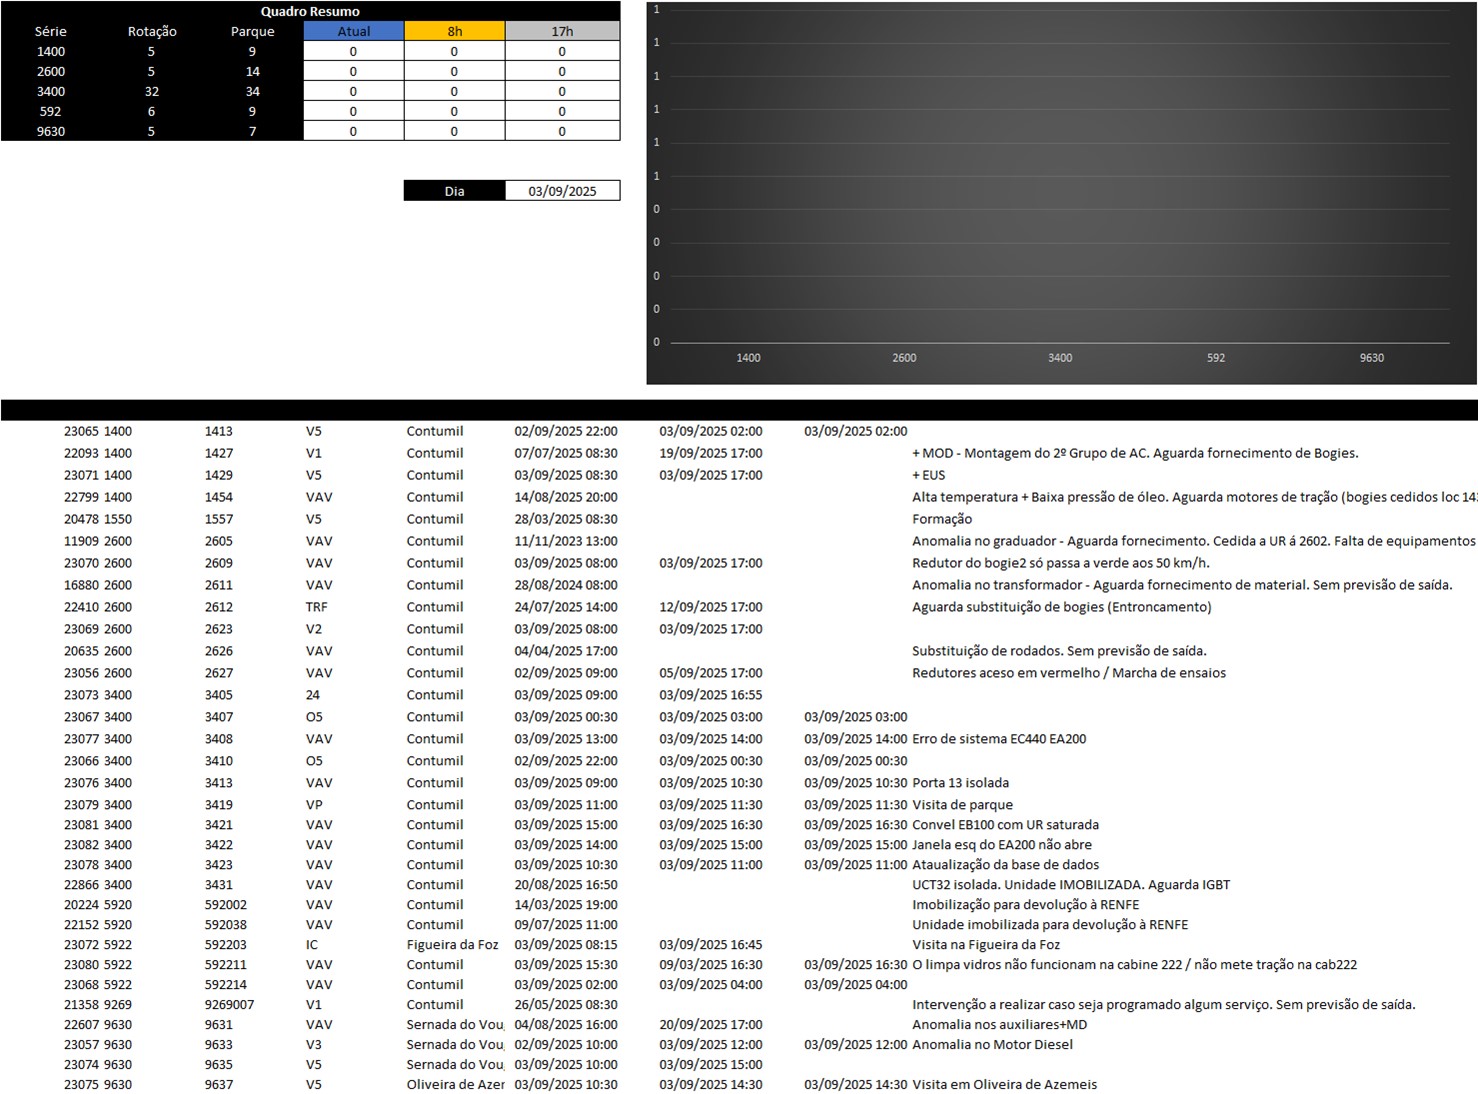 Quadro Resumo
Série Rotação Parque Atual 8h 17h
1400 5 9 0 0 0
2600 5 14 0 0 0
3400 32 34 0 0 0
592 6 9 0 0 0
9630 5 7 0 0 0
Dia 03/09/2025
1
1
1
1
1
1
0
0
0
0
0
1400 2600 3400 592 9630
23065 1400 1413 V5 Contumil 02/09/2025 22:00 03/09/2025 02:00 03/09/2025 02:00
22093 1400 1427 V1 Contumil 07/07/2025 08:30 19/09/2025 17:00 + MOD - Montagem do 2º Grupo de AC. Aguarda fornecimento de Bogies.
23071 1400 1429 V5 Contumil 03/09/2025 08:30 03/09/2025 17:00 + EUS
22799 1400 1454 VAV Contumil 14/08/2025 20:00 Alta temperatura + Baixa pressão de óleo. Aguarda motores de tração (bogies cedidos loc 143
20478 1550 1557 V5 Contumil 28/03/2025 08:30 Formação
11909 2600 2605 VAV Contumil 11/11/2023 13:00 Anomalia no graduador - Aguarda fornecimento. Cedida a UR á 2602. Falta de equipamentos
23070 2600 2609 VAV Contumil 03/09/2025 08:00 03/09/2025 17:00 Redutor do bogie2 só passa a verde aos 50 km/h.
16880 2600 2611 VAV Contumil 28/08/2024 08:00 Anomalia no transformador - Aguarda fornecimento de material. Sem previsão de saída.
22410 2600 2612 TRF Contumil 24/07/2025 14:00 12/09/2025 17:00 Aguarda substituição de bogies (Entroncamento)
23069 2600 2623 V2 Contumil 03/09/2025 08:00 03/09/2025 17:00
20635 2600 2626 VAV Contumil 04/04/2025 17:00 Substituição de rodados. Sem previsão de saída.
23056 2600 2627 VAV Contumil 02/09/2025 09:00 05/09/2025 17:00 Redutores aceso em vermelho / Marcha de ensaios
23073 3400 3405 24 Contumil 03/09/2025 09:00 03/09/2025 16:55
23067 3400 3407 O5 Contumil 03/09/2025 00:30 03/09/2025 03:00 03/09/2025 03:00
23077 3400 3408 VAV Contumil 03/09/2025 13:00 03/09/2025 14:00 03/09/2025 14:00 Erro de sistema EC440 EA200
23066 3400 3410 O5 Contumil 02/09/2025 22:00 03/09/2025 00:30 03/09/2025 00:30
23076 3400 3413 VAV Contumil 03/09/2025 09:00 03/09/2025 10:30 03/09/2025 10:30 Porta 13 isolada
23079 3400 3419 VP Contumil 03/09/2025 11:00 03/09/2025 11:30 03/09/2025 11:30 Visita de parque
23081 3400 3421 VAV Contumil 03/09/2025 15:00 03/09/2025 16:30 03/09/2025 16:30 Convel EB100 com UR saturada
23082 3400 3422 VAV Contumil 03/09/2025 14:00 03/09/2025 15:00 03/09/2025 15:00 Janela esq do EA200 não abre
23078 3400 3423 VAV Contumil 03/09/2025 10:30 03/09/2025 11:00 03/09/2025 11:00 Ataualização da base de dados
22866 3400 3431 VAV Contumil 20/08/2025 16:50 UCT32 isolada. Unidade IMOBILIZADA. Aguarda IGBT
20224 5920 592002 VAV Contumil 14/03/2025 19:00 Imobilização para devolução à RENFE
22152 5920 592038 VAV Contumil 09/07/2025 11:00 Unidade imobilizada para devolução à RENFE
23072 5922 592203 IC Figueira da Foz 03/09/2025 08:15 03/09/2025 16:45 Visita na Figueira da Foz
23080 5922 592211 VAV Contumil 03/09/2025 15:30 09/03/2025 16:30 03/09/2025 16:30 O limpa vidros não funcionam na cabine 222 / não mete tração na cab222
23068 5922 592214 VAV Contumil 03/09/2025 02:00 03/09/2025 04:00 03/09/2025 04:00
21358 9269 9269007 V1 Contumil 26/05/2025 08:30 Intervenção a realizar caso seja programado algum serviço. Sem previsão de saída.
22607 9630 9631 VAV Sernada do Vou 04/08/2025 16:00 20/09/2025 17:00 Anomalia nos auxiliares+MD
23057 9630 9633 V3 Sernada do Vou 02/09/2025 10:00 03/09/2025 12:00 03/09/2025 12:00 Anomalia no Motor Diesel
23074 9630 9635 V5 Sernada do Vou 03/09/2025 10:00 03/09/2025 15:00
23075 9630 9637 V5 Oliveira de Azer 03/09/2025 10:30 03/09/2025 14:30 03/09/2025 14:30 Visita em Oliveira de Azemeis